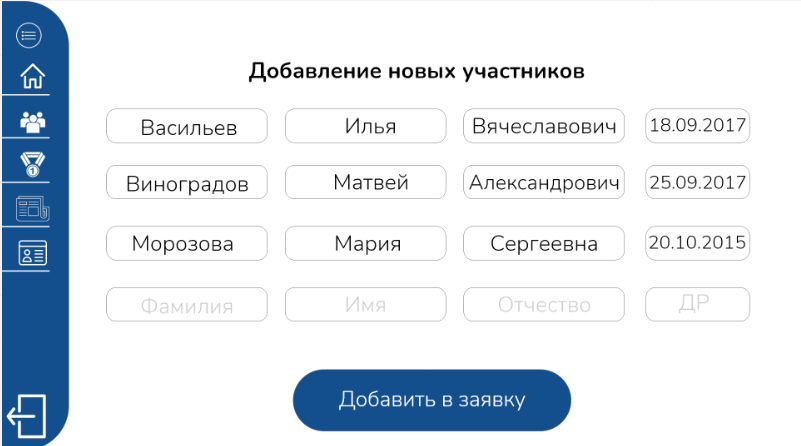 Добавление новых участников
Васильев Илья Вячеславович 18.09.2017
Виноградов Матвей Александрович 25.09.2017
Морозова Мария Сергеевна 20.10.2015
Фамилия Имя Отчество ДР
Добавить в заявку
1